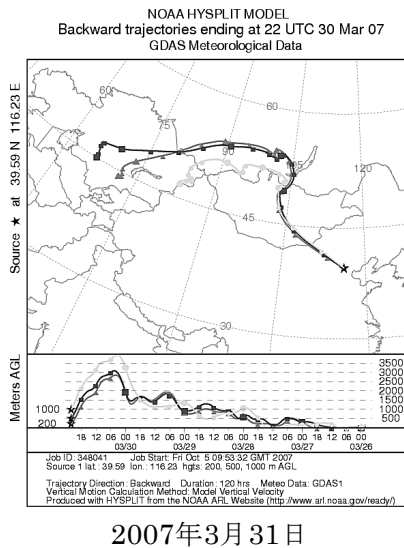 NOAA HYSPLIT MODEL
Backward trajectories ending at 22 UTC 30 Mar 07
GDAS Meteorological Data
Source ★ at 39.59 N 116.23 E
60
75
60
90
105
120
45
30
Meters AGL
1000
200
3500
3000
2500
2000
1500
1000
500
18 12 06 00 18 12 06 00 18 12 06 00 18 12 06 00 18 12 06 00
03/30 03/29 03/28 03/27 03/26
Job ID: 348041 Job Start: Fri Oct 5 09:53:32 GMT 2007
Source 1 lat.: 39.59 lon.: 116.23 hgts: 200, 500, 1000 m AGL
Trajectory Direction: Backward Duration: 120 hrs Meteo Data: GDAS1
Vertical Motion Calculation Method: Model Vertical Velocity
Produced with HYSPLIT from the NOAA ARL Website (http://www.arl.noaa.gov/ready/)
2007年3月31日